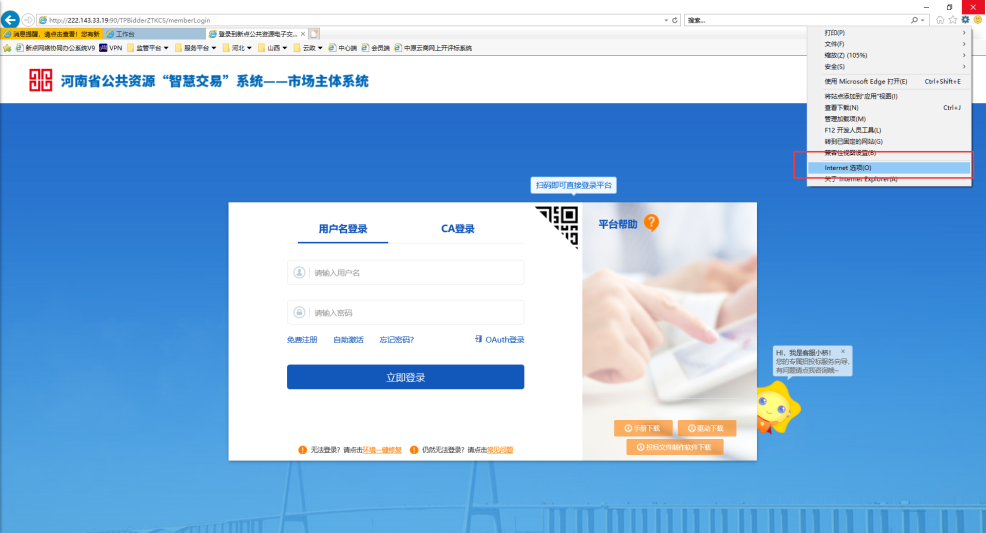 http://222.143.33.19:90/TPBidderZTKCS/memberLogin
搜索...
消息提醒，请点击查看！您有新
工作台
登录到新点公共资源电子交...
新点网络协同办公系统V9 VPN 监管平台 服务平台 河北 山西 云政 中心端 会员端 中原云商网上开评标系统
打印(P)
文件(F)
缩放(Z) (105%)
安全(S)
使用 Microsoft Edge 打开(E) Ctrl+Shift+E
将站点添加到"应用"视图(I)
查看下载(N) Ctrl+J
管理加载项(M)
F12 开发人员工具(L)
转到已固定的网站(G)
兼容性视图设置(B)
Internet 选项(O)
关于 Internet Explorer(A)
河南省公共资源“智慧交易”系统——市场主体系统
扫码即可直接登录平台
用户名登录
CA登录
请输入用户名
请输入密码
免费注册 自助激活 忘记密码? OAuth登录
立即登录
无法登录？请点击环境一键修复 仍然无法登录？请点击常见问题
平台帮助
手册下载 驱动下载
投标文件制作软件下载
HI，我是客服小桥！
您的专属招投标服务向导，
有问题请点我咨询哦~